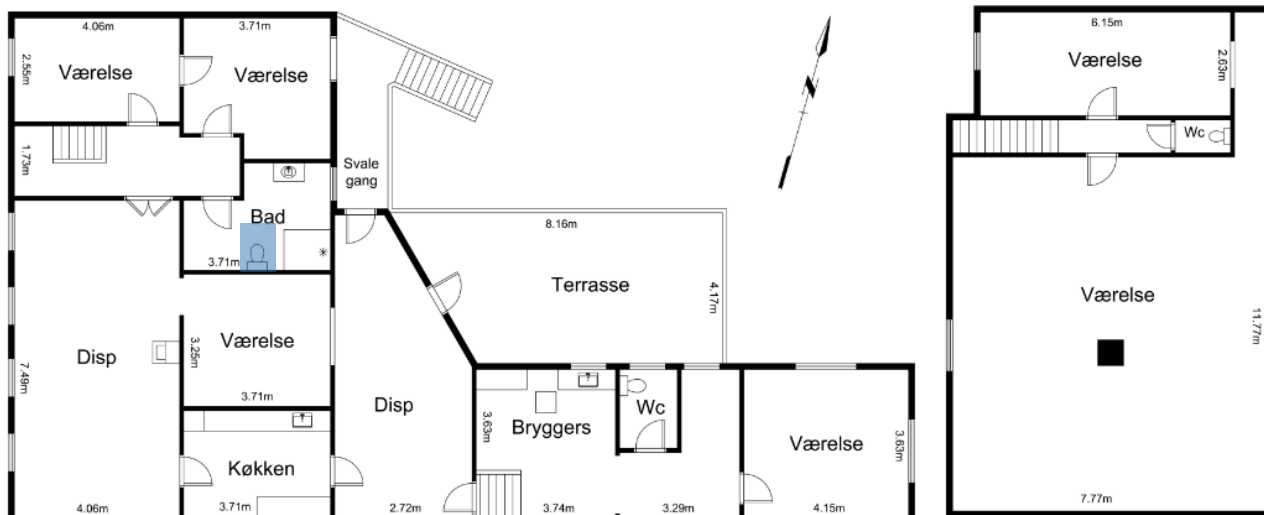 4.06m
3.71m
6.15m
2.55m
Værelse
Værelse
Værelse
2.63m
Wc
1.73m
Svale
gang
Bad
3.71m
8.16m
Terrasse
4.17m
Værelse
11.77m
Værelse
3.25m
3.71m
Disp
7.49m
Disp
3.63m
Bryggers
Wc
Værelse
3.63m
Køkken
4.06m
3.71m
2.72m
3.74m
3.29m
4.15m
7.77m